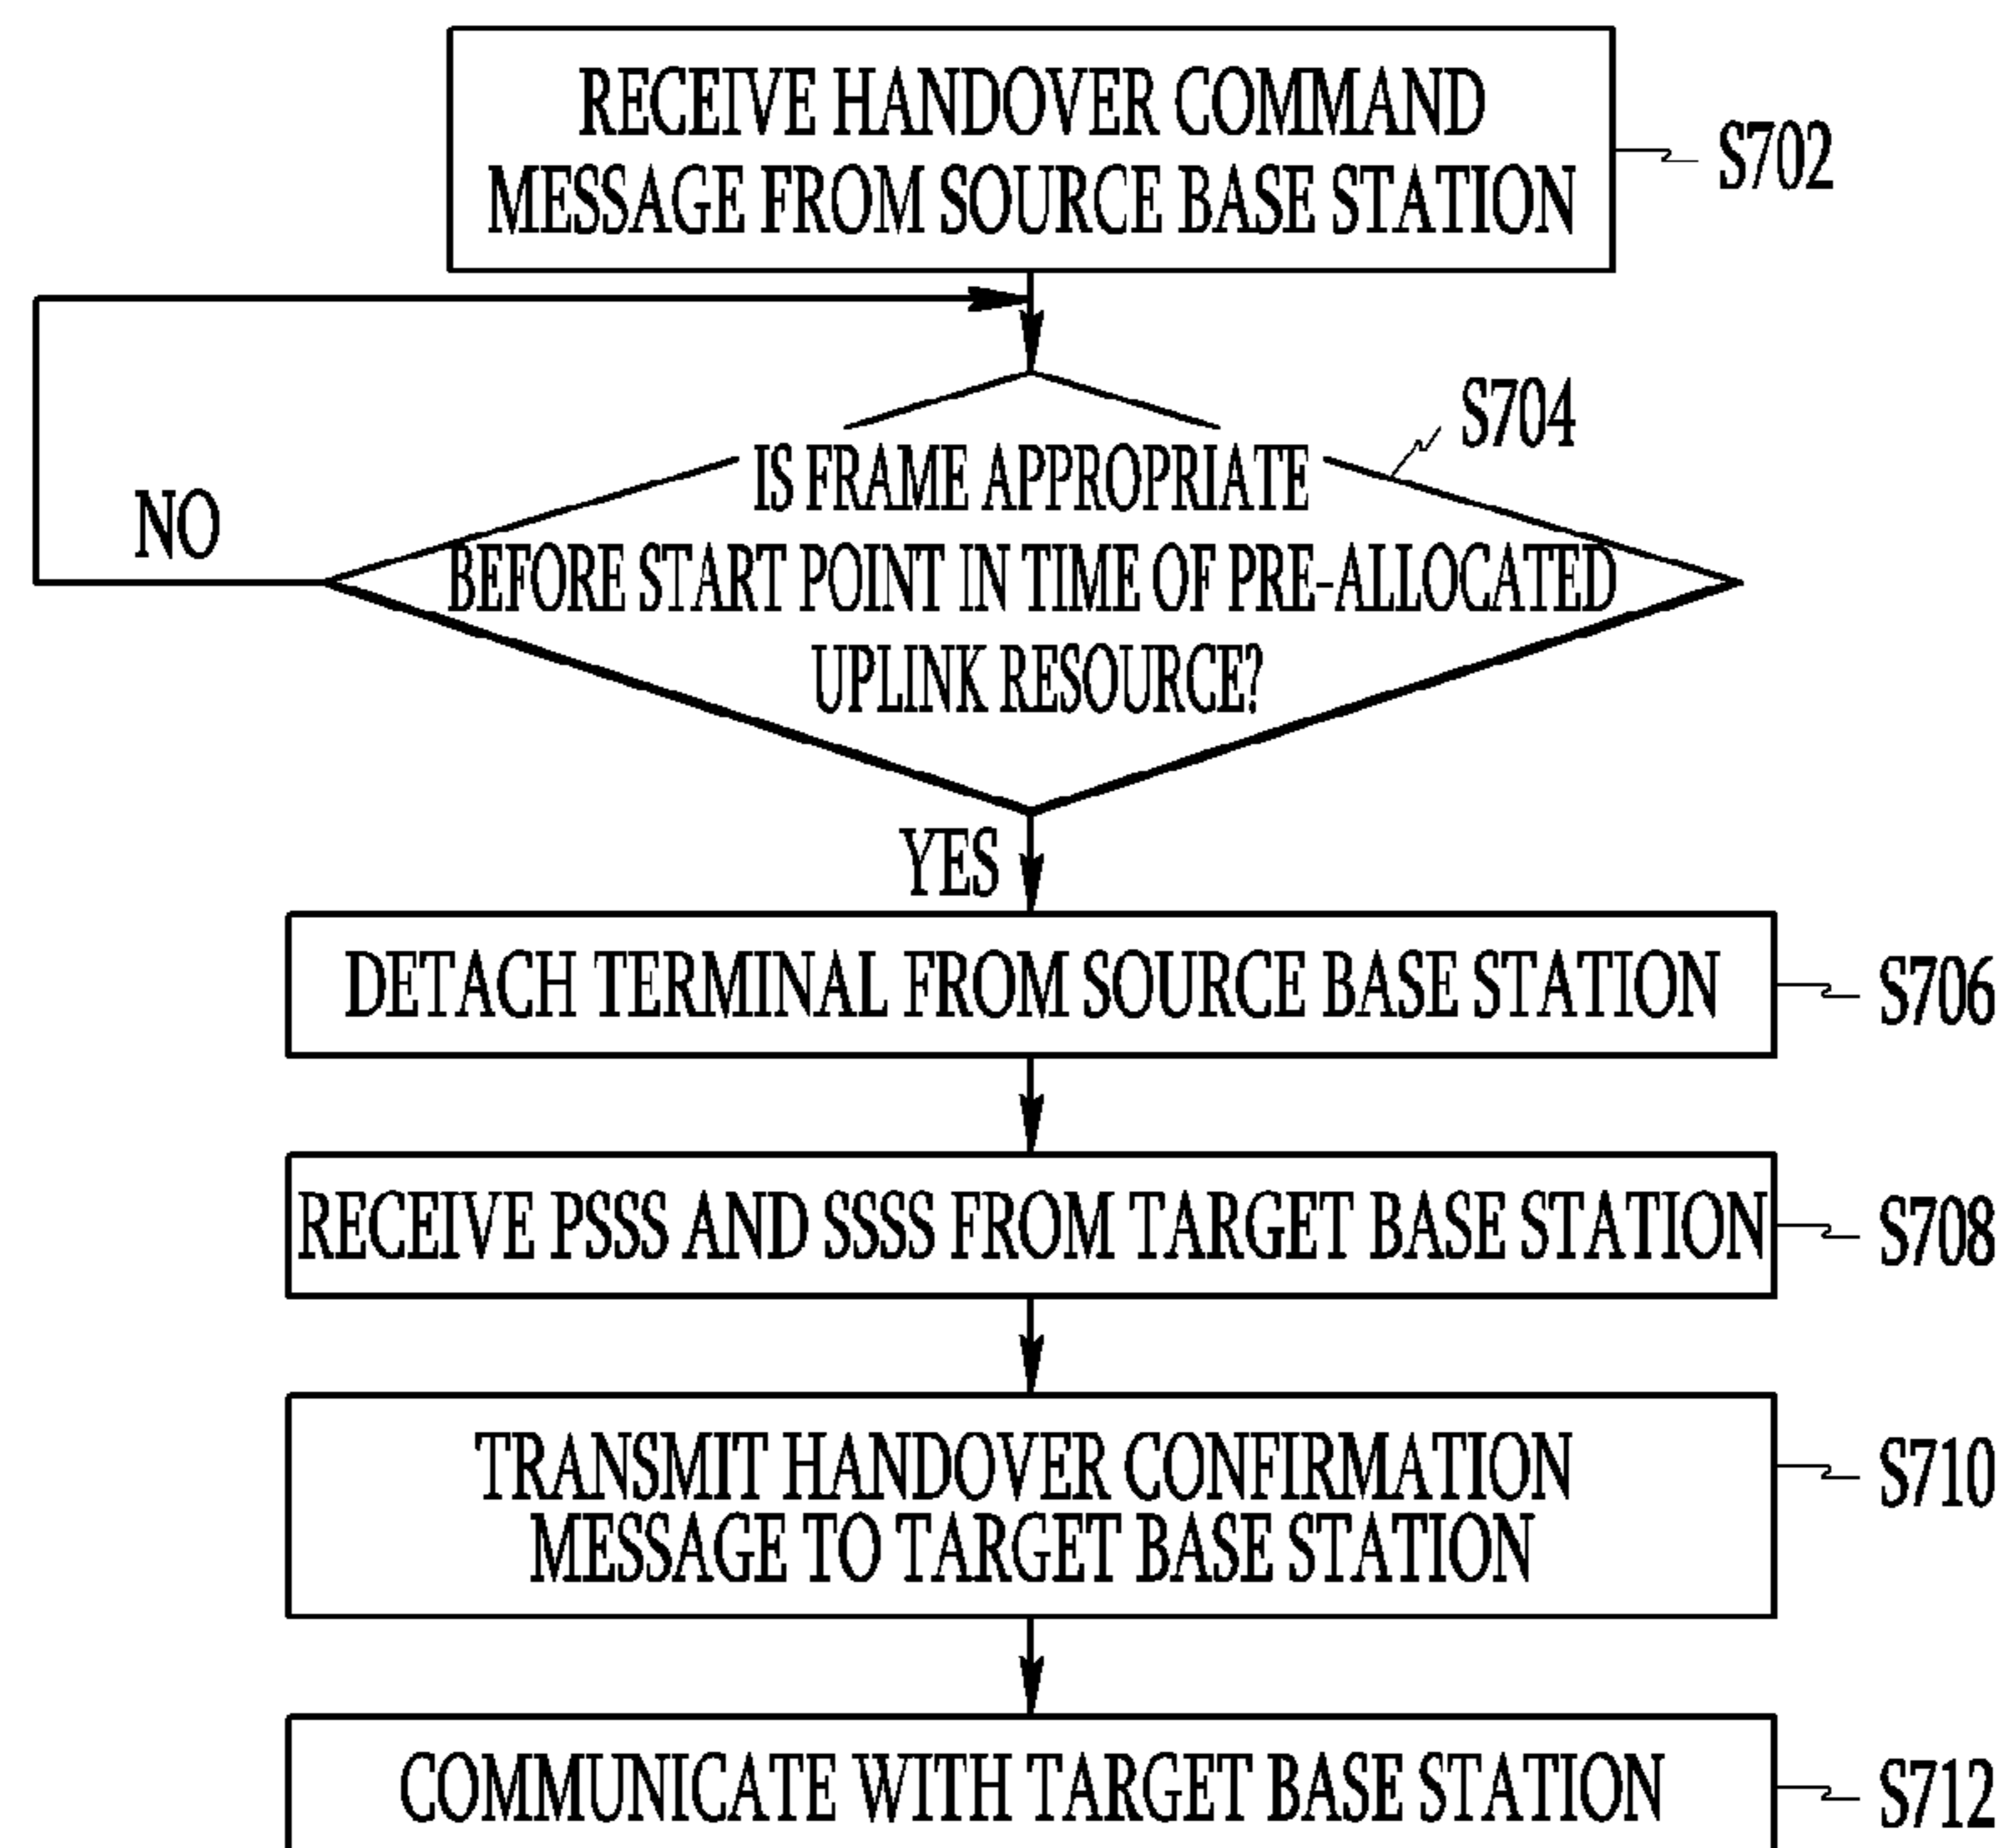 RECEIVE HANDOVER COMMAND
MESSAGE FROM SOURCE BASE STATION
S702
S704
IS FRAME APPROPRIATE
BEFORE START POINT IN TIME OF PRE-ALLOCATED
UPLINK RESOURCE?
NO
YES
DETACH TERMINAL FROM SOURCE BASE STATION
S706
RECEIVE PSSS AND SSSS FROM TARGET BASE STATION
S708
TRANSMIT HANDOVER CONFIRMATION
MESSAGE TO TARGET BASE STATION
S710
COMMUNICATE WITH TARGET BASE STATION
S712